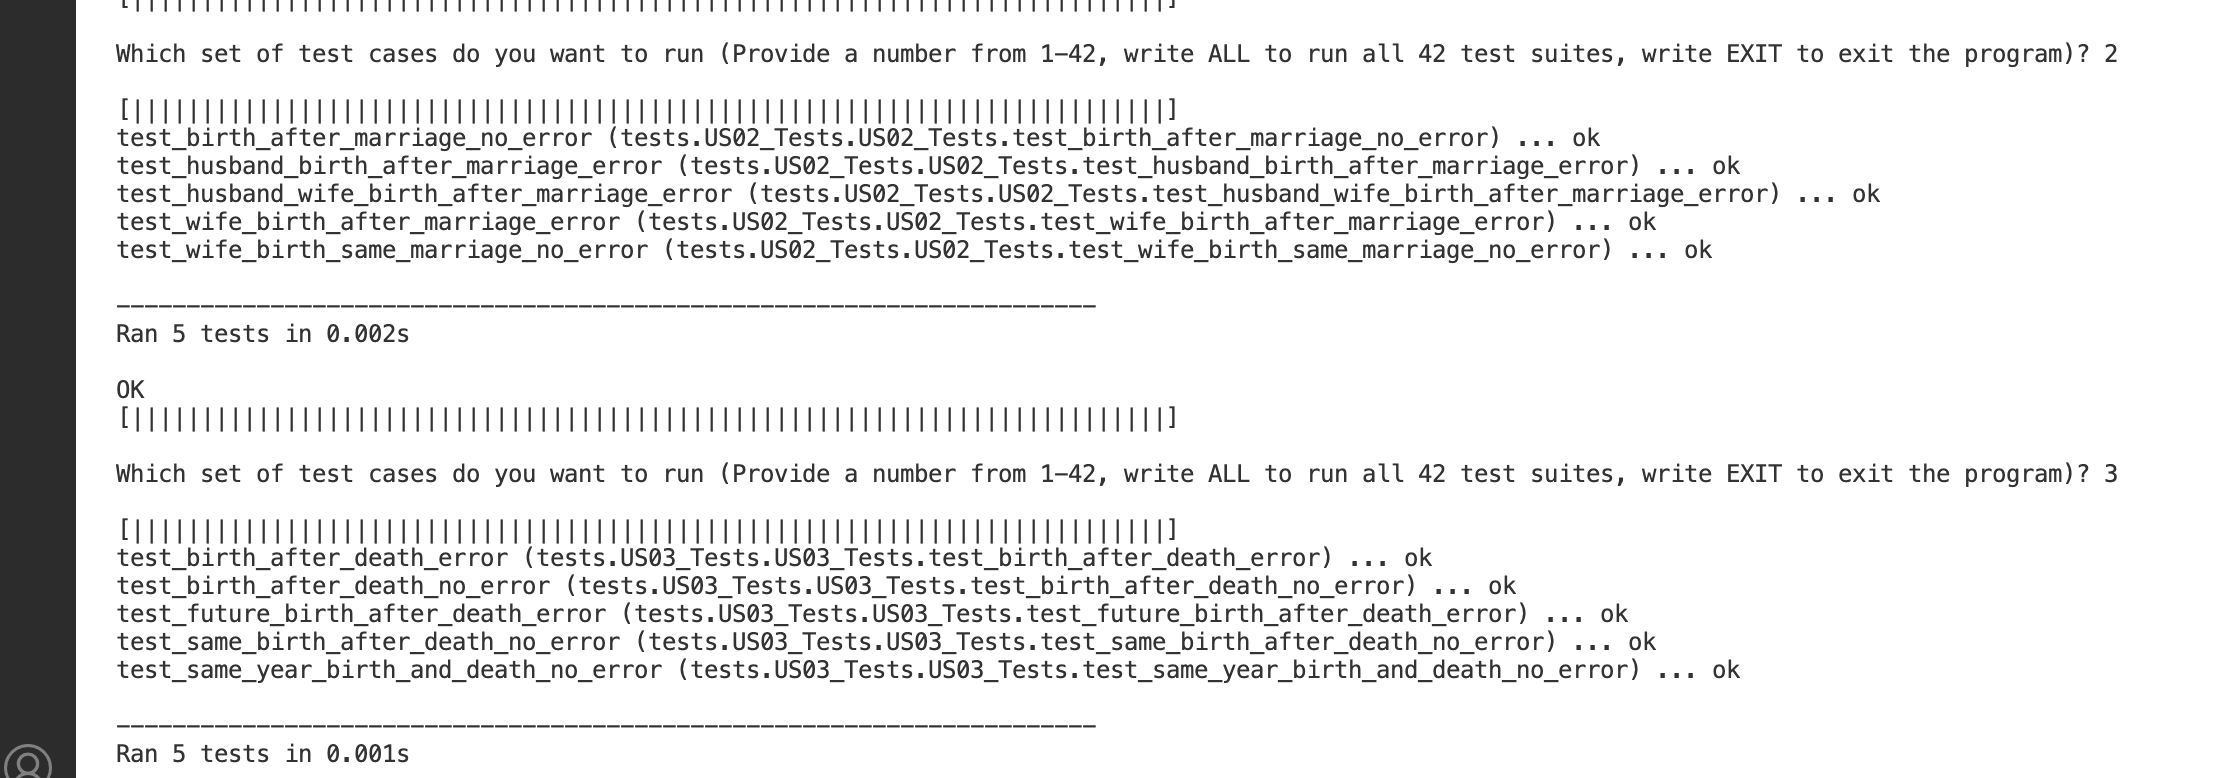 Which set of test cases do you want to run (Provide a number from 1-42, write ALL to run all 42 test suites, write EXIT to exit the program)? 2
[||||||||||||||||||||||||||||||||||||||||||||||||||||||||||||||||||||||||||]
test_birth_after_marriage_no_error (tests.US02_Tests.US02_Tests.test_birth_after_marriage_no_error) ... ok
test_husband_birth_after_marriage_error (tests.US02_Tests.US02_Tests.test_husband_birth_after_marriage_error) ... ok
test_husband_wife_birth_after_marriage_error (tests.US02_Tests.US02_Tests.test_husband_wife_birth_after_marriage_error) ... ok
test_wife_birth_after_marriage_error (tests.US02_Tests.US02_Tests.test_wife_birth_after_marriage_error) ... ok
test_wife_birth_same_marriage_no_error (tests.US02_Tests.US02_Tests.test_wife_birth_same_marriage_no_error) ... ok
----------------------------------------------------------------------
Ran 5 tests in 0.002s
OK
[||||||||||||||||||||||||||||||||||||||||||||||||||||||||||||||||||||||||||]
Which set of test cases do you want to run (Provide a number from 1-42, write ALL to run all 42 test suites, write EXIT to exit the program)? 3
[||||||||||||||||||||||||||||||||||||||||||||||||||||||||||||||||||||||||||]
test_birth_after_death_error (tests.US03_Tests.US03_Tests.test_birth_after_death_error) ... ok
test_birth_after_death_no_error (tests.US03_Tests.US03_Tests.test_birth_after_death_no_error) ... ok
test_future_birth_after_death_error (tests.US03_Tests.US03_Tests.test_future_birth_after_death_error) ... ok
test_same_birth_after_death_no_error (tests.US03_Tests.US03_Tests.test_same_birth_after_death_no_error) ... ok
test_same_year_birth_and_death_no_error (tests.US03_Tests.US03_Tests.test_same_year_birth_and_death_no_error) ... ok
----------------------------------------------------------------------
Ran 5 tests in 0.001s